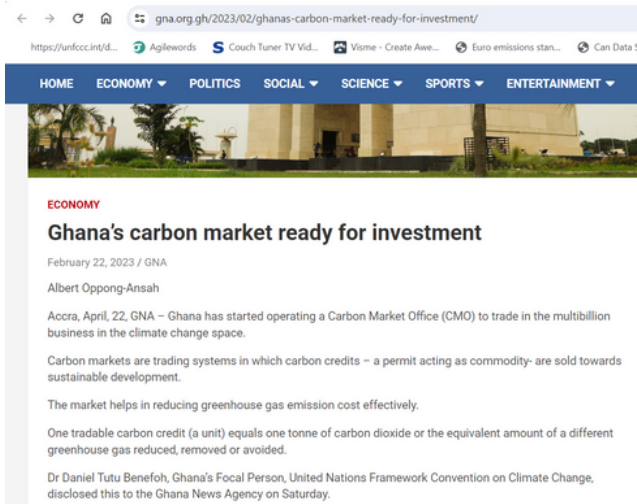 gna.org.gh/2023/02/ghanas-carbon-market-ready-for-investment/
https://unfccc.int/d... Agilewords Couch Tuner TV Vid... Visme - Create Awe... Euro emissions stan... Can Data S
HOME ECONOMY POLITICS SOCIAL SCIENCE SPORTS ENTERTAINMENT
ECONOMY
Ghana's carbon market ready for investment
February 22, 2023 / GNA
Albert Oppong-Ansah
Accra, April, 22, GNA – Ghana has started operating a Carbon Market Office (CMO) to trade in the multibillion
business in the climate change space.
Carbon markets are trading systems in which carbon credits – a permit acting as commodity- are sold towards
sustainable development.
The market helps in reducing greenhouse gas emission cost effectively.
One tradable carbon credit (a unit) equals one tonne of carbon dioxide or the equivalent amount of a different
greenhouse gas reduced, removed or avoided.
Dr Daniel Tutu Benefoh, Ghana's Focal Person, United Nations Framework Convention on Climate Change,
disclosed this to the Ghana News Agency on Saturday.